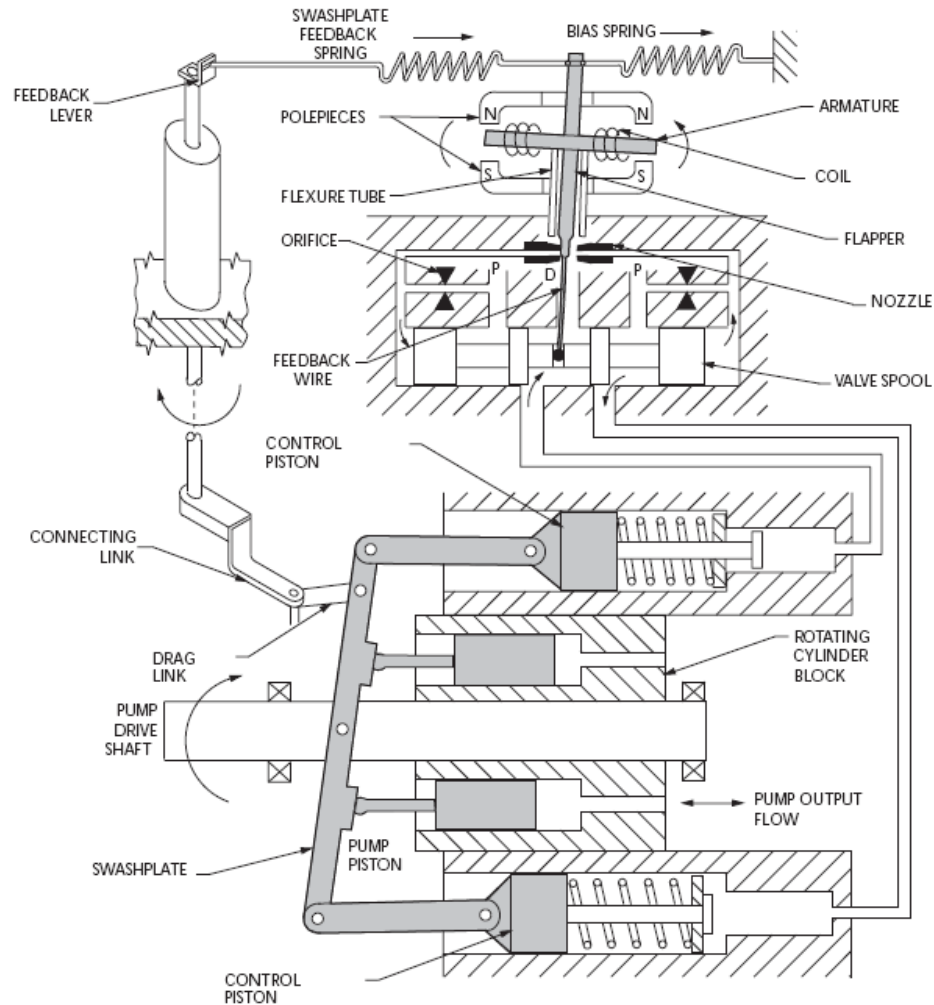 SWASHPLATE
FEEDBACK
SPRING
BIAS SPRING
FEEDBACK
LEVER
POLEPIECES
ARMATURE
N
N
S
S
COIL
FLEXURE TUBE
FLAPPER
ORIFICE
P
D
P
NOZZLE
FEEDBACK
WIRE
VALVE SPOOL
CONTROL
PISTON
CONNECTING
LINK
DRAG
LINK
ROTATING
CYLINDER
BLOCK
PUMP
DRIVE
SHAFT
PUMP OUTPUT
FLOW
PUMP
PISTON
SWASHPLATE
CONTROL
PISTON